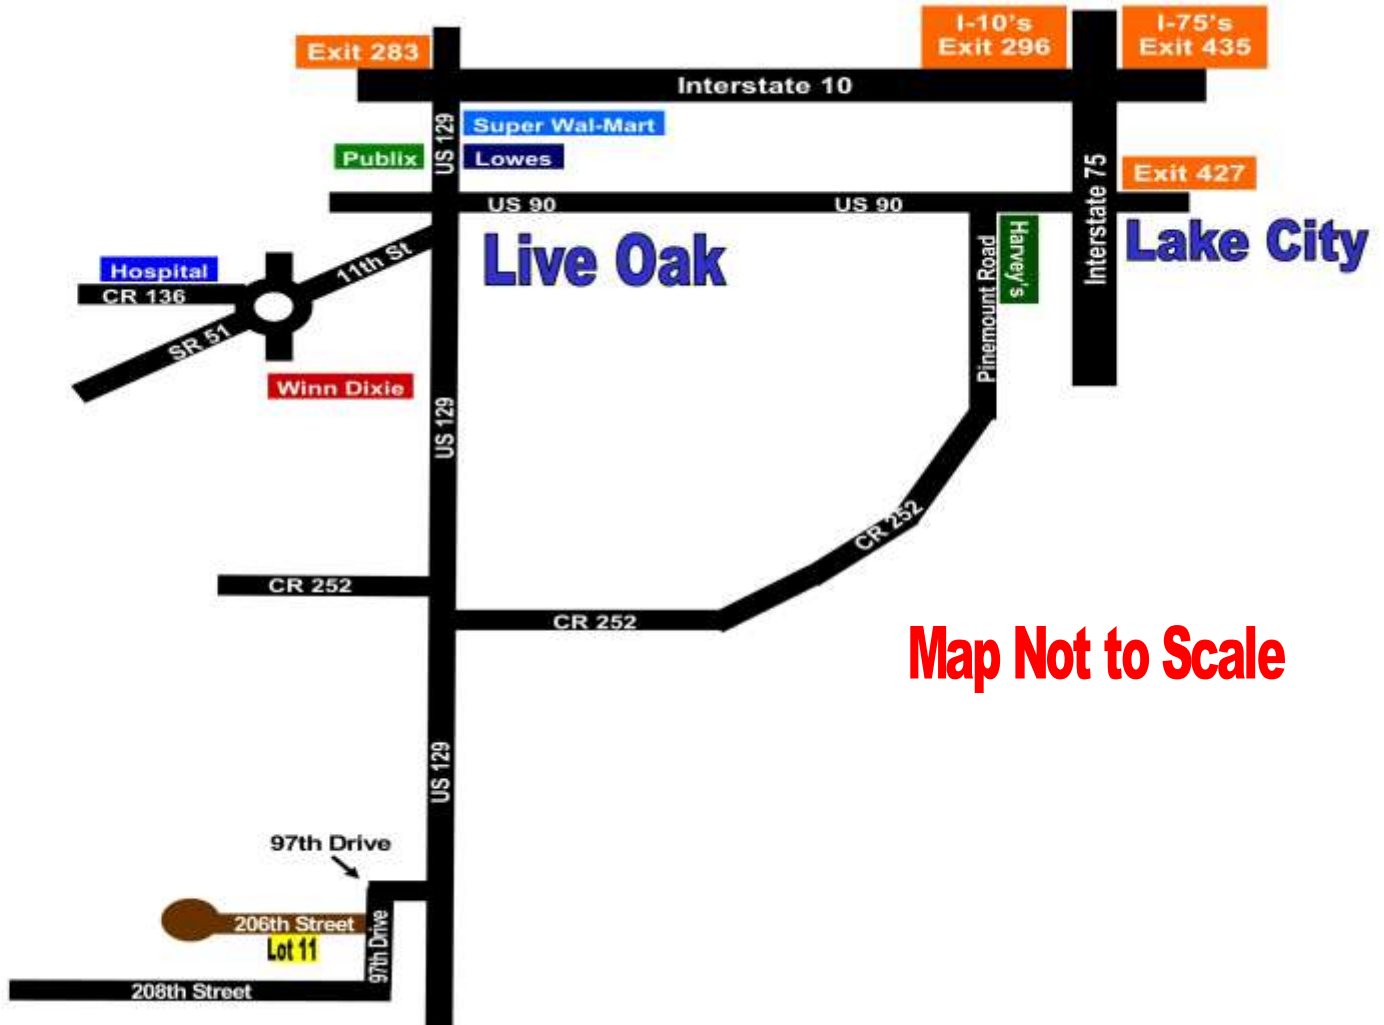 I-10's
Exit 296
I-75's
Exit 435
Exit 283
Interstate 10
US 129
Super Wal-Mart
Publix
Lowes
Exit 427
US 90
US 90
Interstate 75
Live Oak
Lake City
Harvey's
Pinemount Road
11th St
Hospital
CR 136
SR 51
Winn Dixie
US 129
CR 252
CR 252
CR 252
Map Not to Scale
US 129
97th Drive
206th Street
Lot 11
97th Drive
208th Street